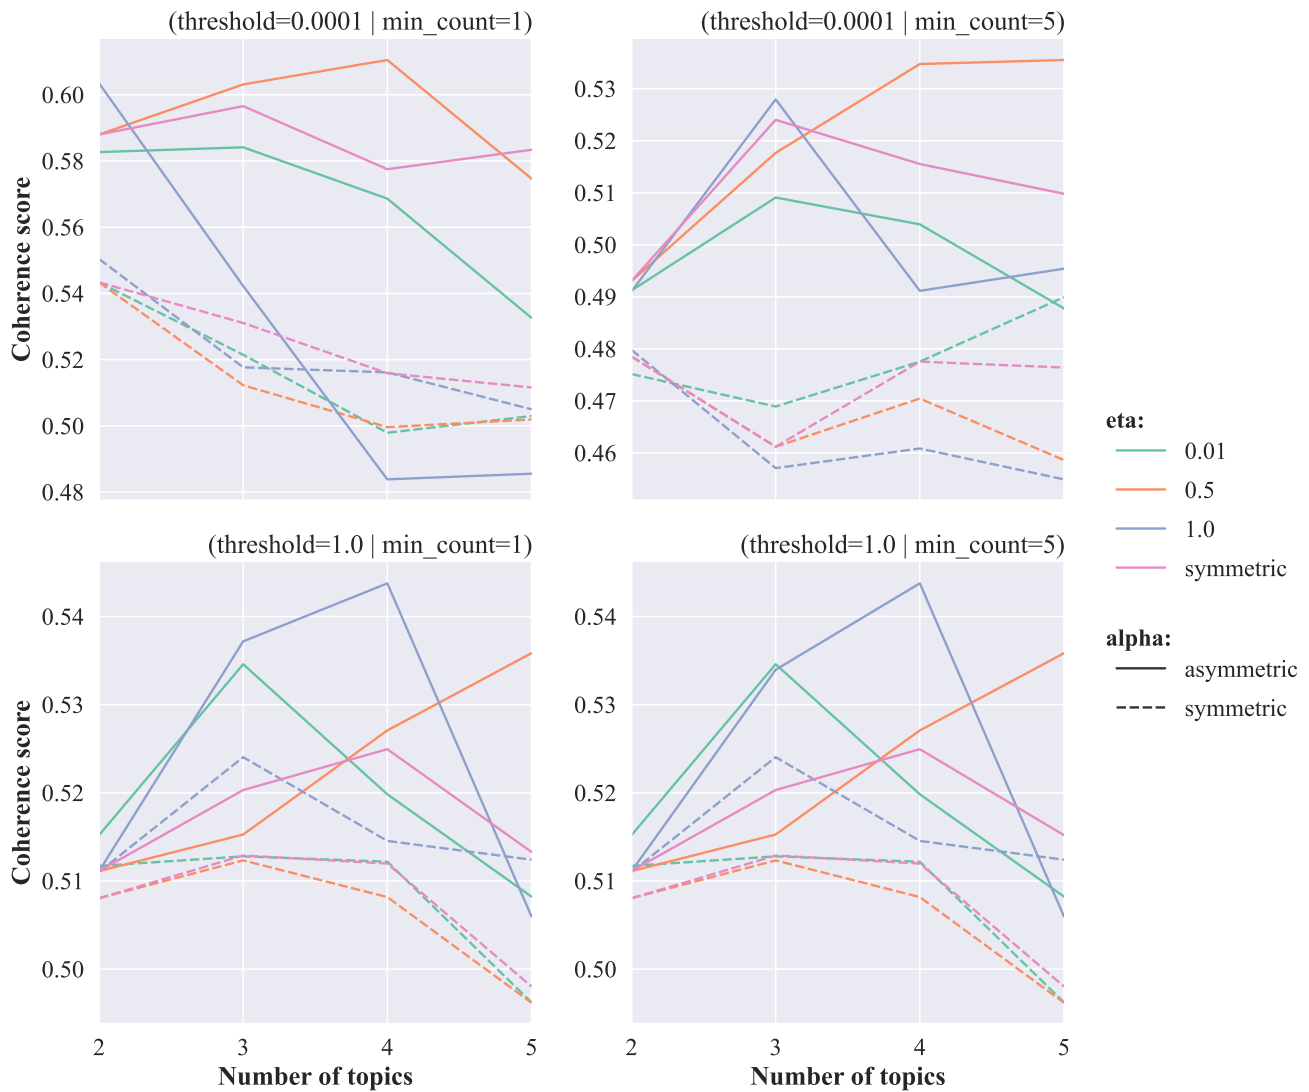 (threshold=0.0001 | min_count=1)
(threshold=0.0001 | min_count=5)
0.60
0.58
0.56
0.54
0.52
0.50
0.48
Coherence score
0.53
0.52
0.51
0.50
0.49
0.48
0.47
0.46
(threshold=1.0 | min_count=1)
(threshold=1.0 | min_count=5)
0.54
0.53
0.52
0.51
0.50
Coherence score
2 3 4 5
Number of topics
0.54
0.53
0.52
0.51
0.50
2 3 4 5
Number of topics
eta:
0.01
0.5
1.0
symmetric
alpha:
asymmetric
symmetric